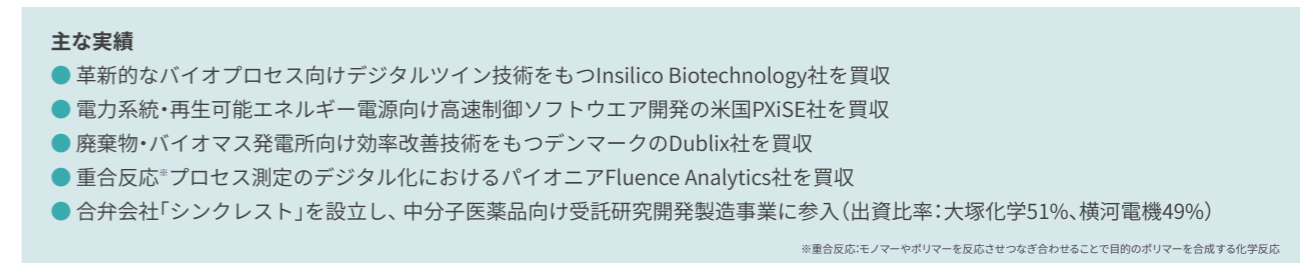 主な実績
● 革新的なバイオプロセス向けデジタルツイン技術をもつInsilico Biotechnology社を買収
● 電力系統・再生可能エネルギー電源向け高速制御ソフトウエア開発の米国PXiSE社を買収
● 廃棄物・バイオマス発電所向け効率改善技術をもつデンマークのDublix社を買収
● 重合反応※プロセス測定のデジタル化におけるパイオニアFluence Analytics社を買収
● 合弁会社「シンクレスト」を設立し、中分子医薬品向け受託研究開発製造事業に参入（出資比率：大塚化学51%、横河電機49%）
※重合反応：モノマーやポリマーを反応させつなぎ合わせることで目的のポリマーを合成する化学反応